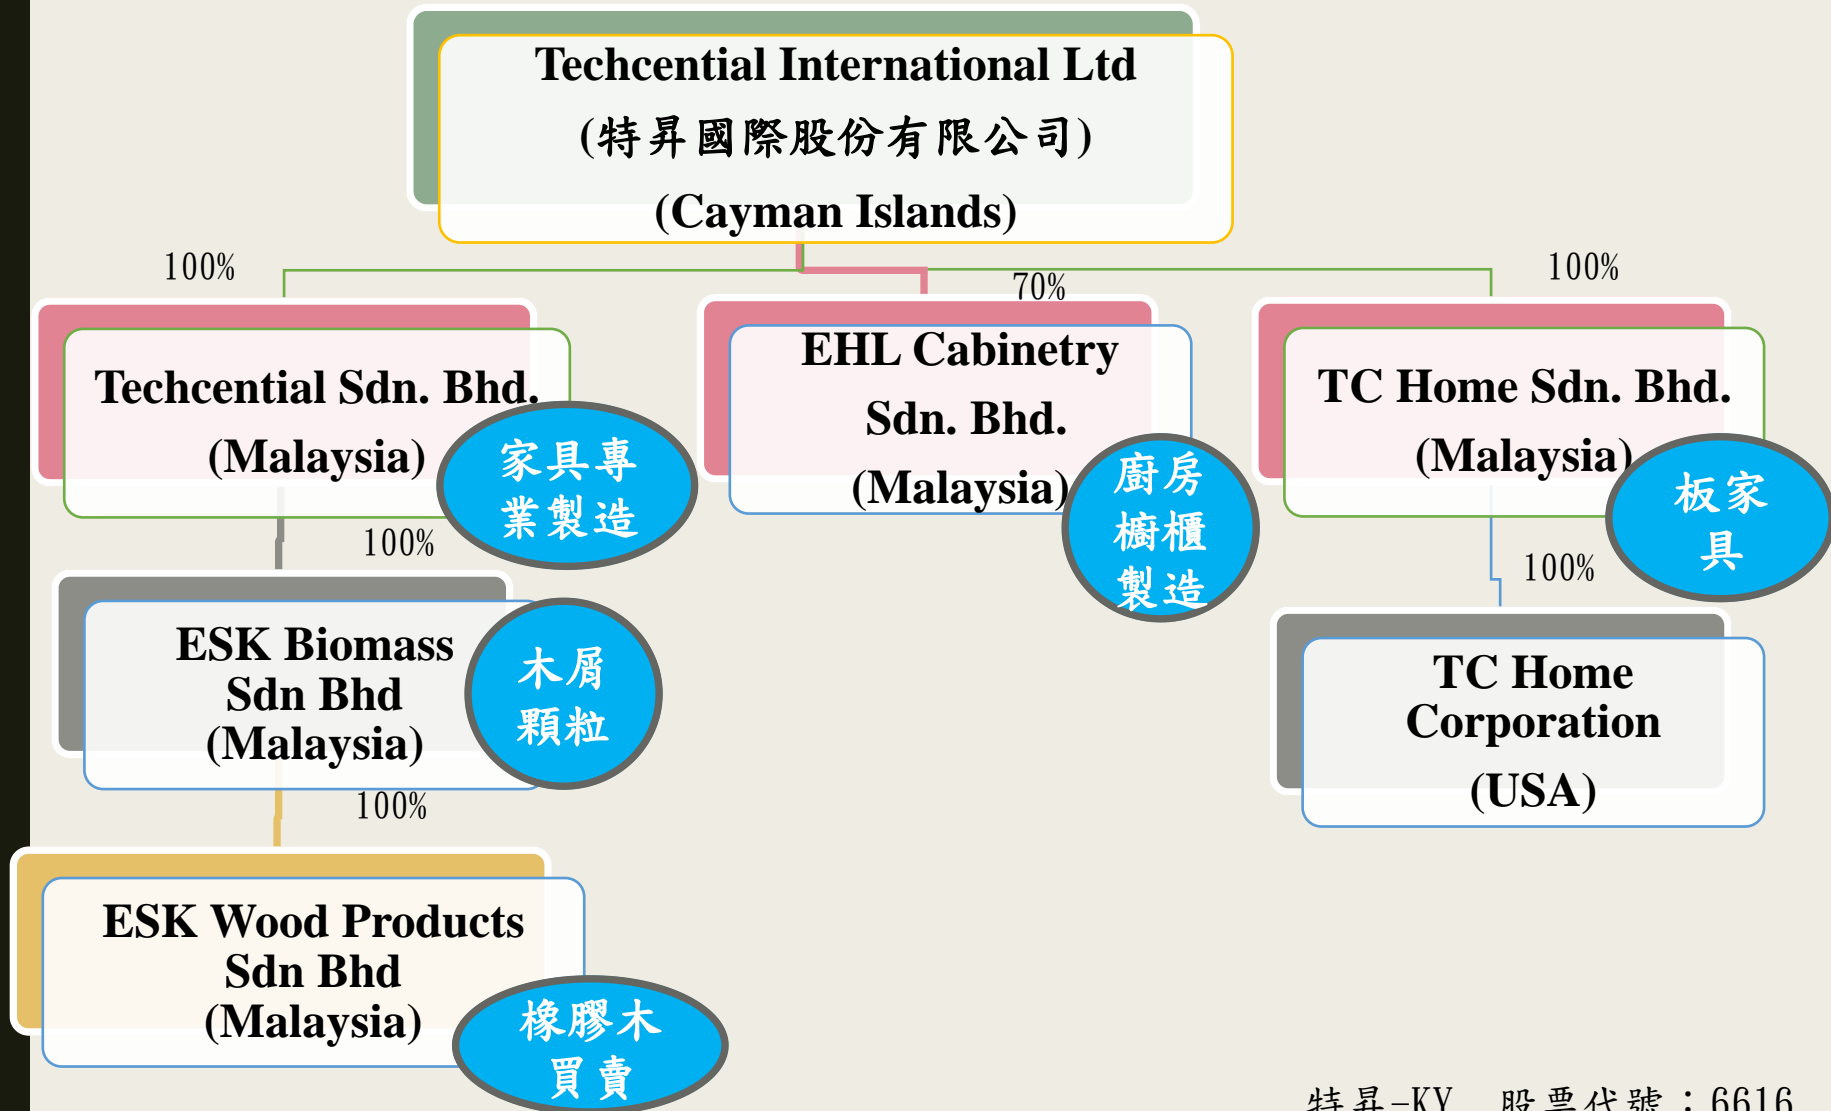 Techcential International Ltd
(特昇國際股份有限公司)
(Cayman Islands)
100%
70%
100%
Techcential Sdn. Bhd.
(Malaysia)
家具專
業製造
EHL Cabinetry
Sdn. Bhd.
(Malaysia)
廚房
櫥櫃
製造
TC Home Sdn. Bhd.
(Malaysia)
板家
具
100%
100%
ESK Biomass
Sdn Bhd
(Malaysia)
木屑
顆粒
TC Home
Corporation
(USA)
100%
ESK Wood Products
Sdn Bhd
(Malaysia)
橡膠木
買賣
特昇-KY 股票代號：6616